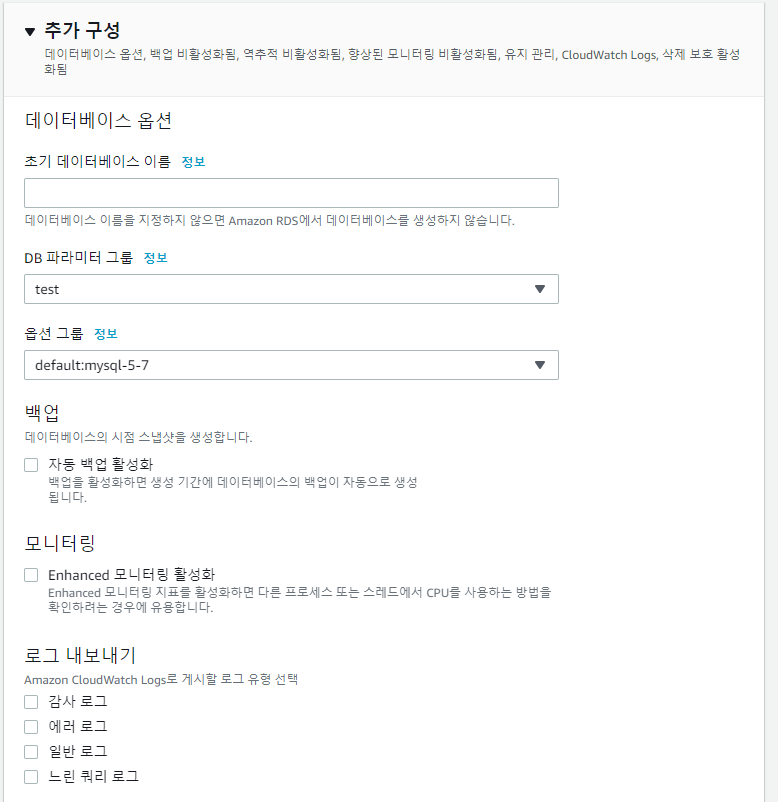 추가 구성
데이터베이스 옵션, 백업 비활성화됨, 역추적 비활성화됨, 향상된 모니터링 비활성화됨, 유지 관리, CloudWatch Logs, 삭제 보호 활성
화됨
데이터베이스 옵션
초기 데이터베이스 이름 정보
데이터베이스 이름을 지정하지 않으면 Amazon RDS에서 데이터베이스를 생성하지 않습니다.
DB 파라미터 그룹 정보
test
옵션 그룹 정보
default:mysql-5-7
백업
데이터베이스의 시점 스냅샷을 생성합니다.
자동 백업 활성화
백업을 활성화하면 생성 기간에 데이터베이스의 백업이 자동으로 생성
됩니다.
모니터링
Enhanced 모니터링 활성화
Enhanced 모니터링 지표를 활성화하면 다른 프로세스 또는 스레드에서 CPU를 사용하는 방법을
확인하려는 경우에 유용합니다.
로그 내보내기
Amazon CloudWatch Logs로 게시할 로그 유형 선택
감사 로그
에러 로그
일반 로그
느린 쿼리 로그